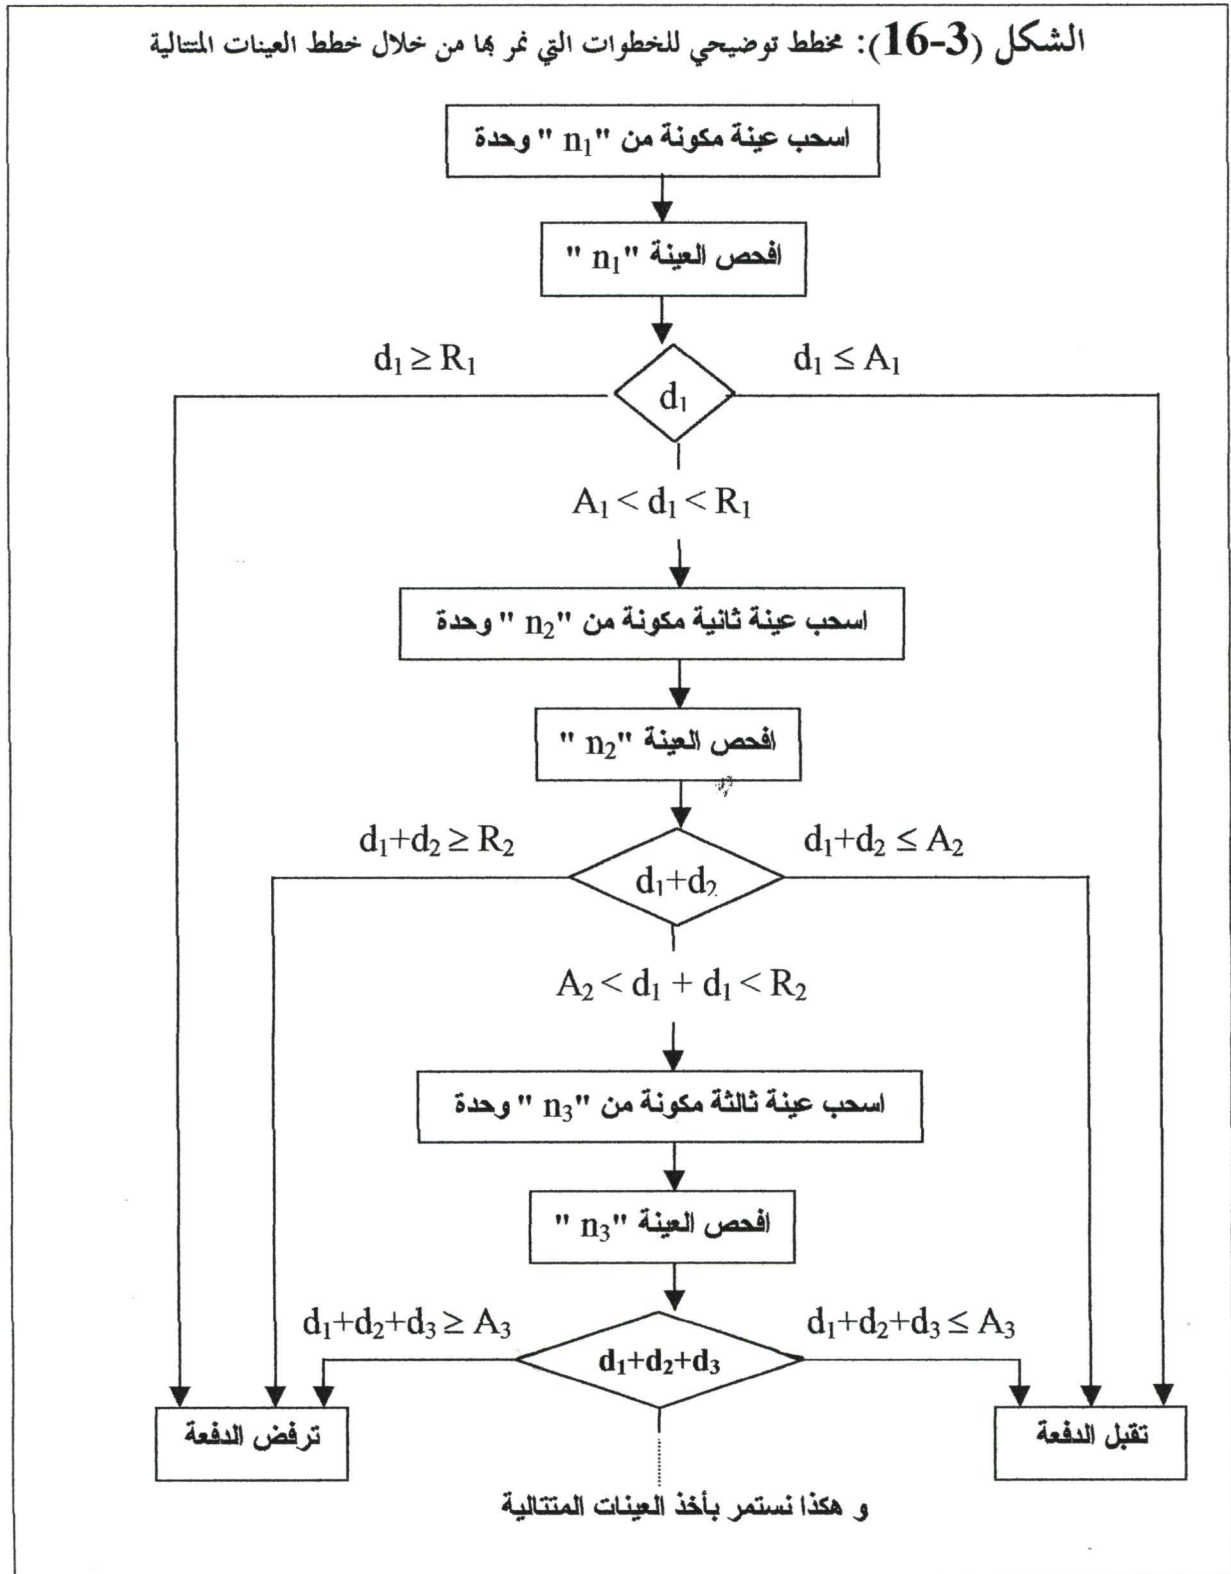 الشكل (16-3): مخطط توضيحي للخطوات التي نمر بها من خلال خطط العينات المتتالية
اسحب عينة مكونة من "n₁ " وحدة
افحص العينة "n₁ "
d₁ ≥ R₁
d₁ ≤ A₁
d₁
A₁ < d₁ < R₁
اسحب عينة ثانية مكونة من "n₂ " وحدة
افحص العينة "n₂ "
d₁+d₂ ≥ R₂
d₁+d₂ ≤ A₂
d₁+d₂
A₂ < d₁ + d₁ < R₂
اسحب عينة ثالثة مكونة من "n₃ " وحدة
افحص العينة "n₃ "
d₁+d₂+d₃ ≥ A₃
d₁+d₂+d₃ ≤ A₃
d₁+d₂+d₃
ترفض الدفعة
تقبل الدفعة
و هكذا نستمر بأخذ العينات المتتالية